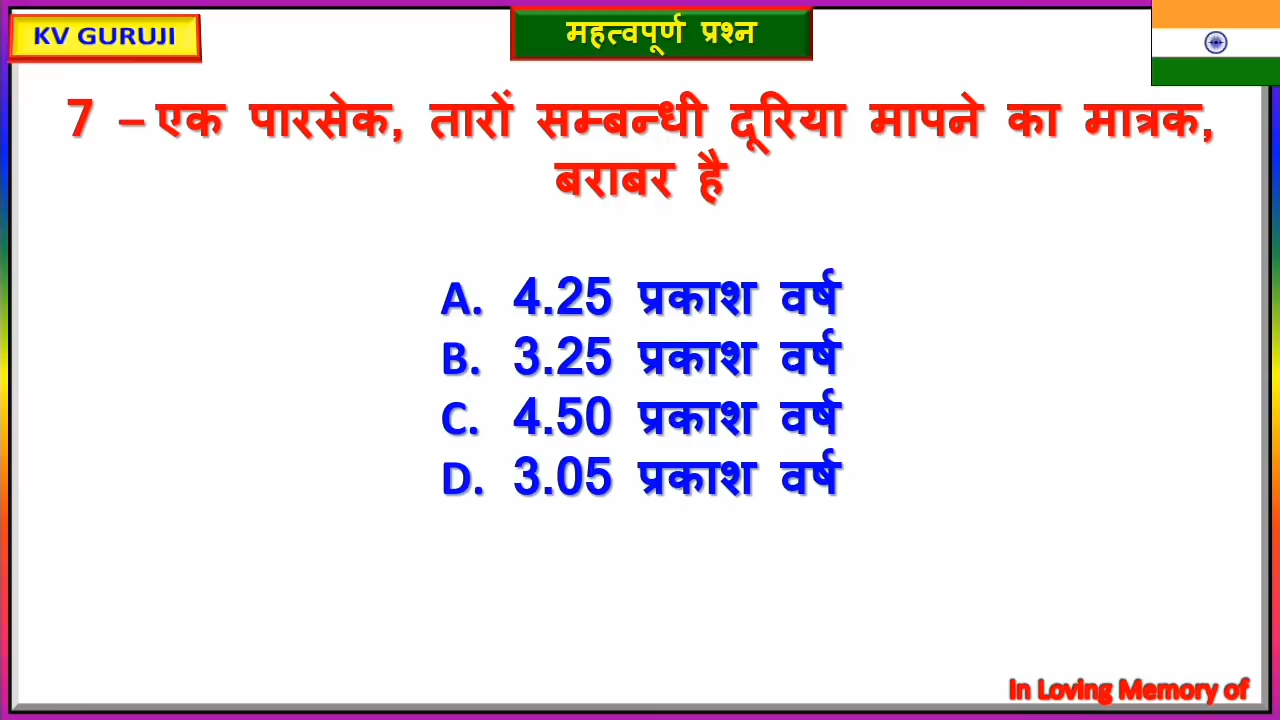 KV GURUJI
महत्वपूर्ण प्रश्न
7 – एक पारसेक, तारों सम्बन्धी दूरिया मापने का मात्रक,
बराबर है
A. 4.25 प्रकाश वर्ष
B. 3.25 प्रकाश वर्ष
C. 4.50 प्रकाश वर्ष
D. 3.05 प्रकाश वर्ष
In Loving Memory of